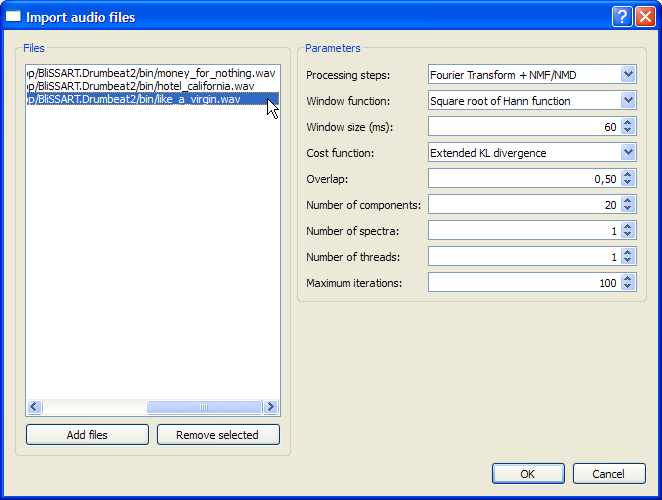 Import audio files
Files
op/BliSSART.Drumbeat2/bin/money_for_nothing.wav
op/BliSSART.Drumbeat2/bin/hotel_california.wav
op/BliSSART.Drumbeat2/bin/like_a_virgin.wav
Add files
Remove selected
Parameters
Processing steps: Fourier Transform + NMF/NMD
Window function: Square root of Hann function
Window size (ms): 60
Cost function: Extended KL divergence
Overlap: 0,50
Number of components: 20
Number of spectra: 1
Number of threads: 1
Maximum iterations: 100
OK
Cancel